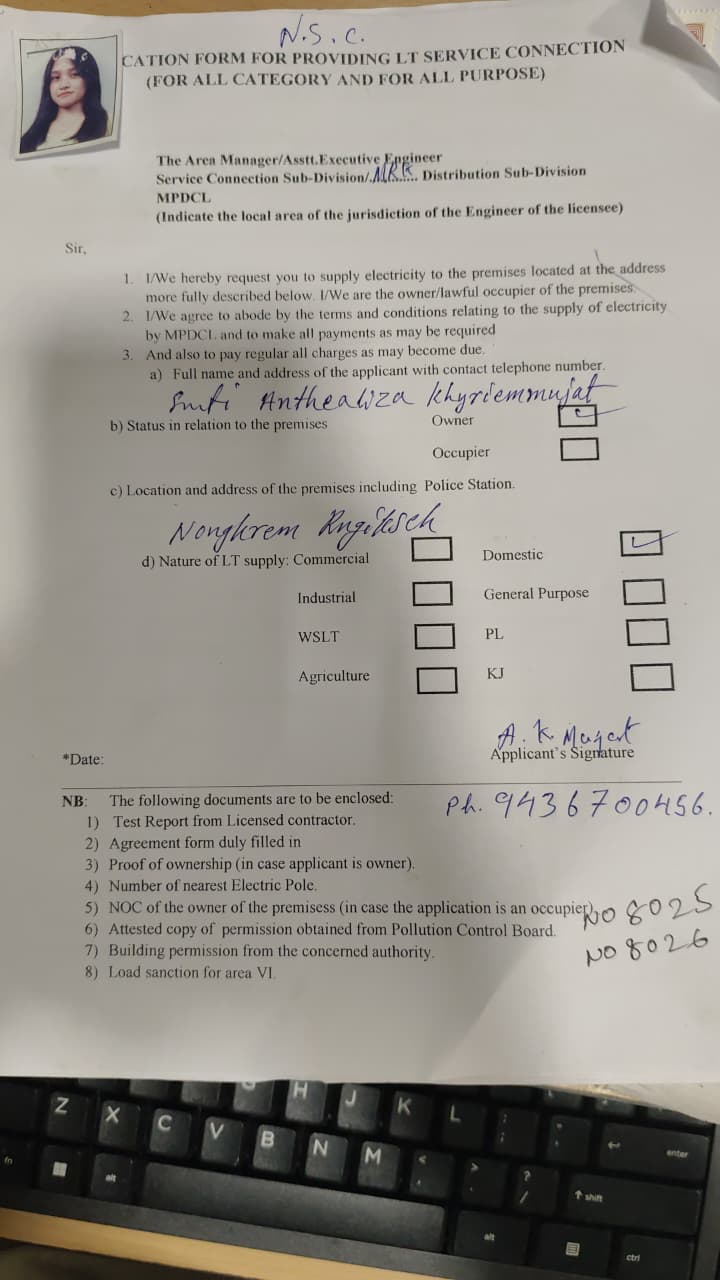 N.S.C.
CATION FORM FOR PROVIDING LT SERVICE CONNECTION
(FOR ALL CATEGORY AND FOR ALL PURPOSE)
The Area Manager/Asstt.Executive Engineer
Service Connection Sub-Division/.NRK...... Distribution Sub-Division
MPDCL
(Indicate the local area of the jurisdiction of the Engineer of the licensee)
Sir,
1. I/We hereby request you to supply electricity to the premises located at the address
more fully described below. I/We are the owner/lawful occupier of the premises.
2. I/We agree to abode by the terms and conditions relating to the supply of electricity
by MPDCL and to make all payments as may be required
3. And also to pay regular all charges as may become due.
a) Full name and address of the applicant with contact telephone number.
Smti Anthealiza Khyriemmujat
b) Status in relation to the premises Owner
Occupier
c) Location and address of the premises including Police Station.
Nongkrem
d) Nature of LT supply: Commercial Domestic
Industrial General Purpose
WSLT PL
Agriculture KJ
A. K. Mujat
*Date: Applicant's Signature
NB: The following documents are to be enclosed:
Ph. 9436700456.
1) Test Report from Licensed contractor.
2) Agreement form duly filled in
3) Proof of ownership (in case applicant is owner).
4) Number of nearest Electric Pole.
5) NOC of the owner of the premisess (in case the application is an occupier).
NO 8025
6) Attested copy of permission obtained from Pollution Control Board.
NO 8026
7) Building permission from the concerned authority.
8) Load sanction for area VI.
Z X C V B N M
H J K L
fn alt alt ctrl
enter
shift